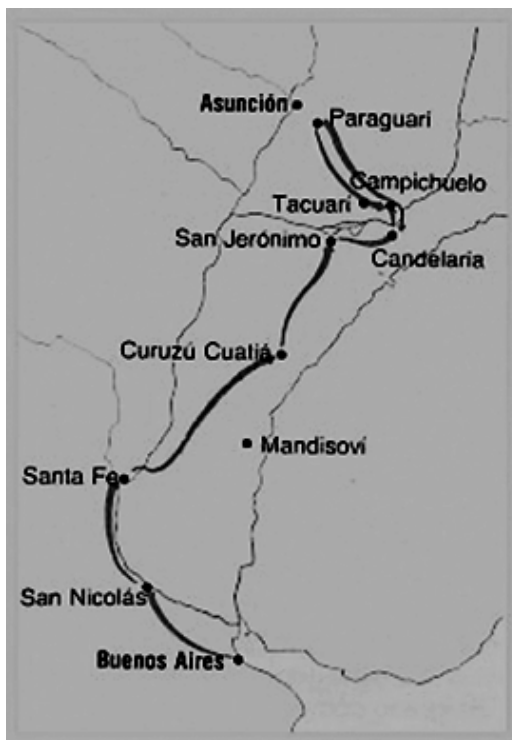 Asunción
Paraguarí
Campichuelo
Tacuarí
San Jerónimo
Candelaria
Curuzú Cuatiá
Mandisoví
Santa Fe
San Nicolás
Buenos Aires